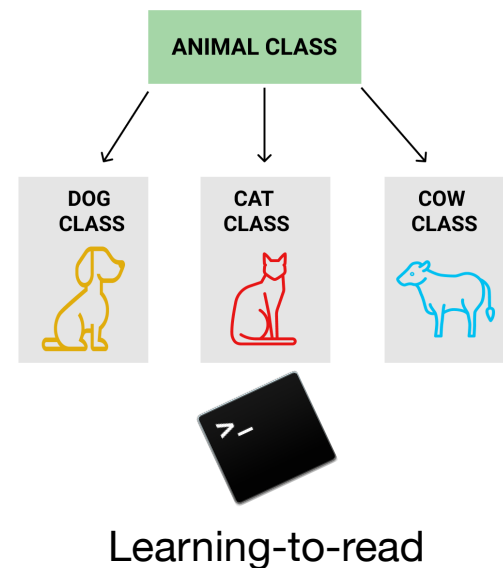 ANIMAL CLASS
DOG
CLASS
CAT
CLASS
COW
CLASS
>_
Learning-to-read